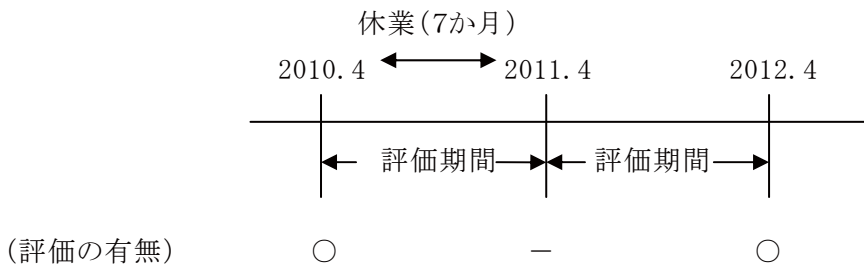 休業(7か月)
2010.4 2011.4 2012.4
評価期間 評価期間
(評価の有無) ○ － ○